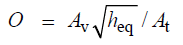 O = A_v√h_eq / A_t